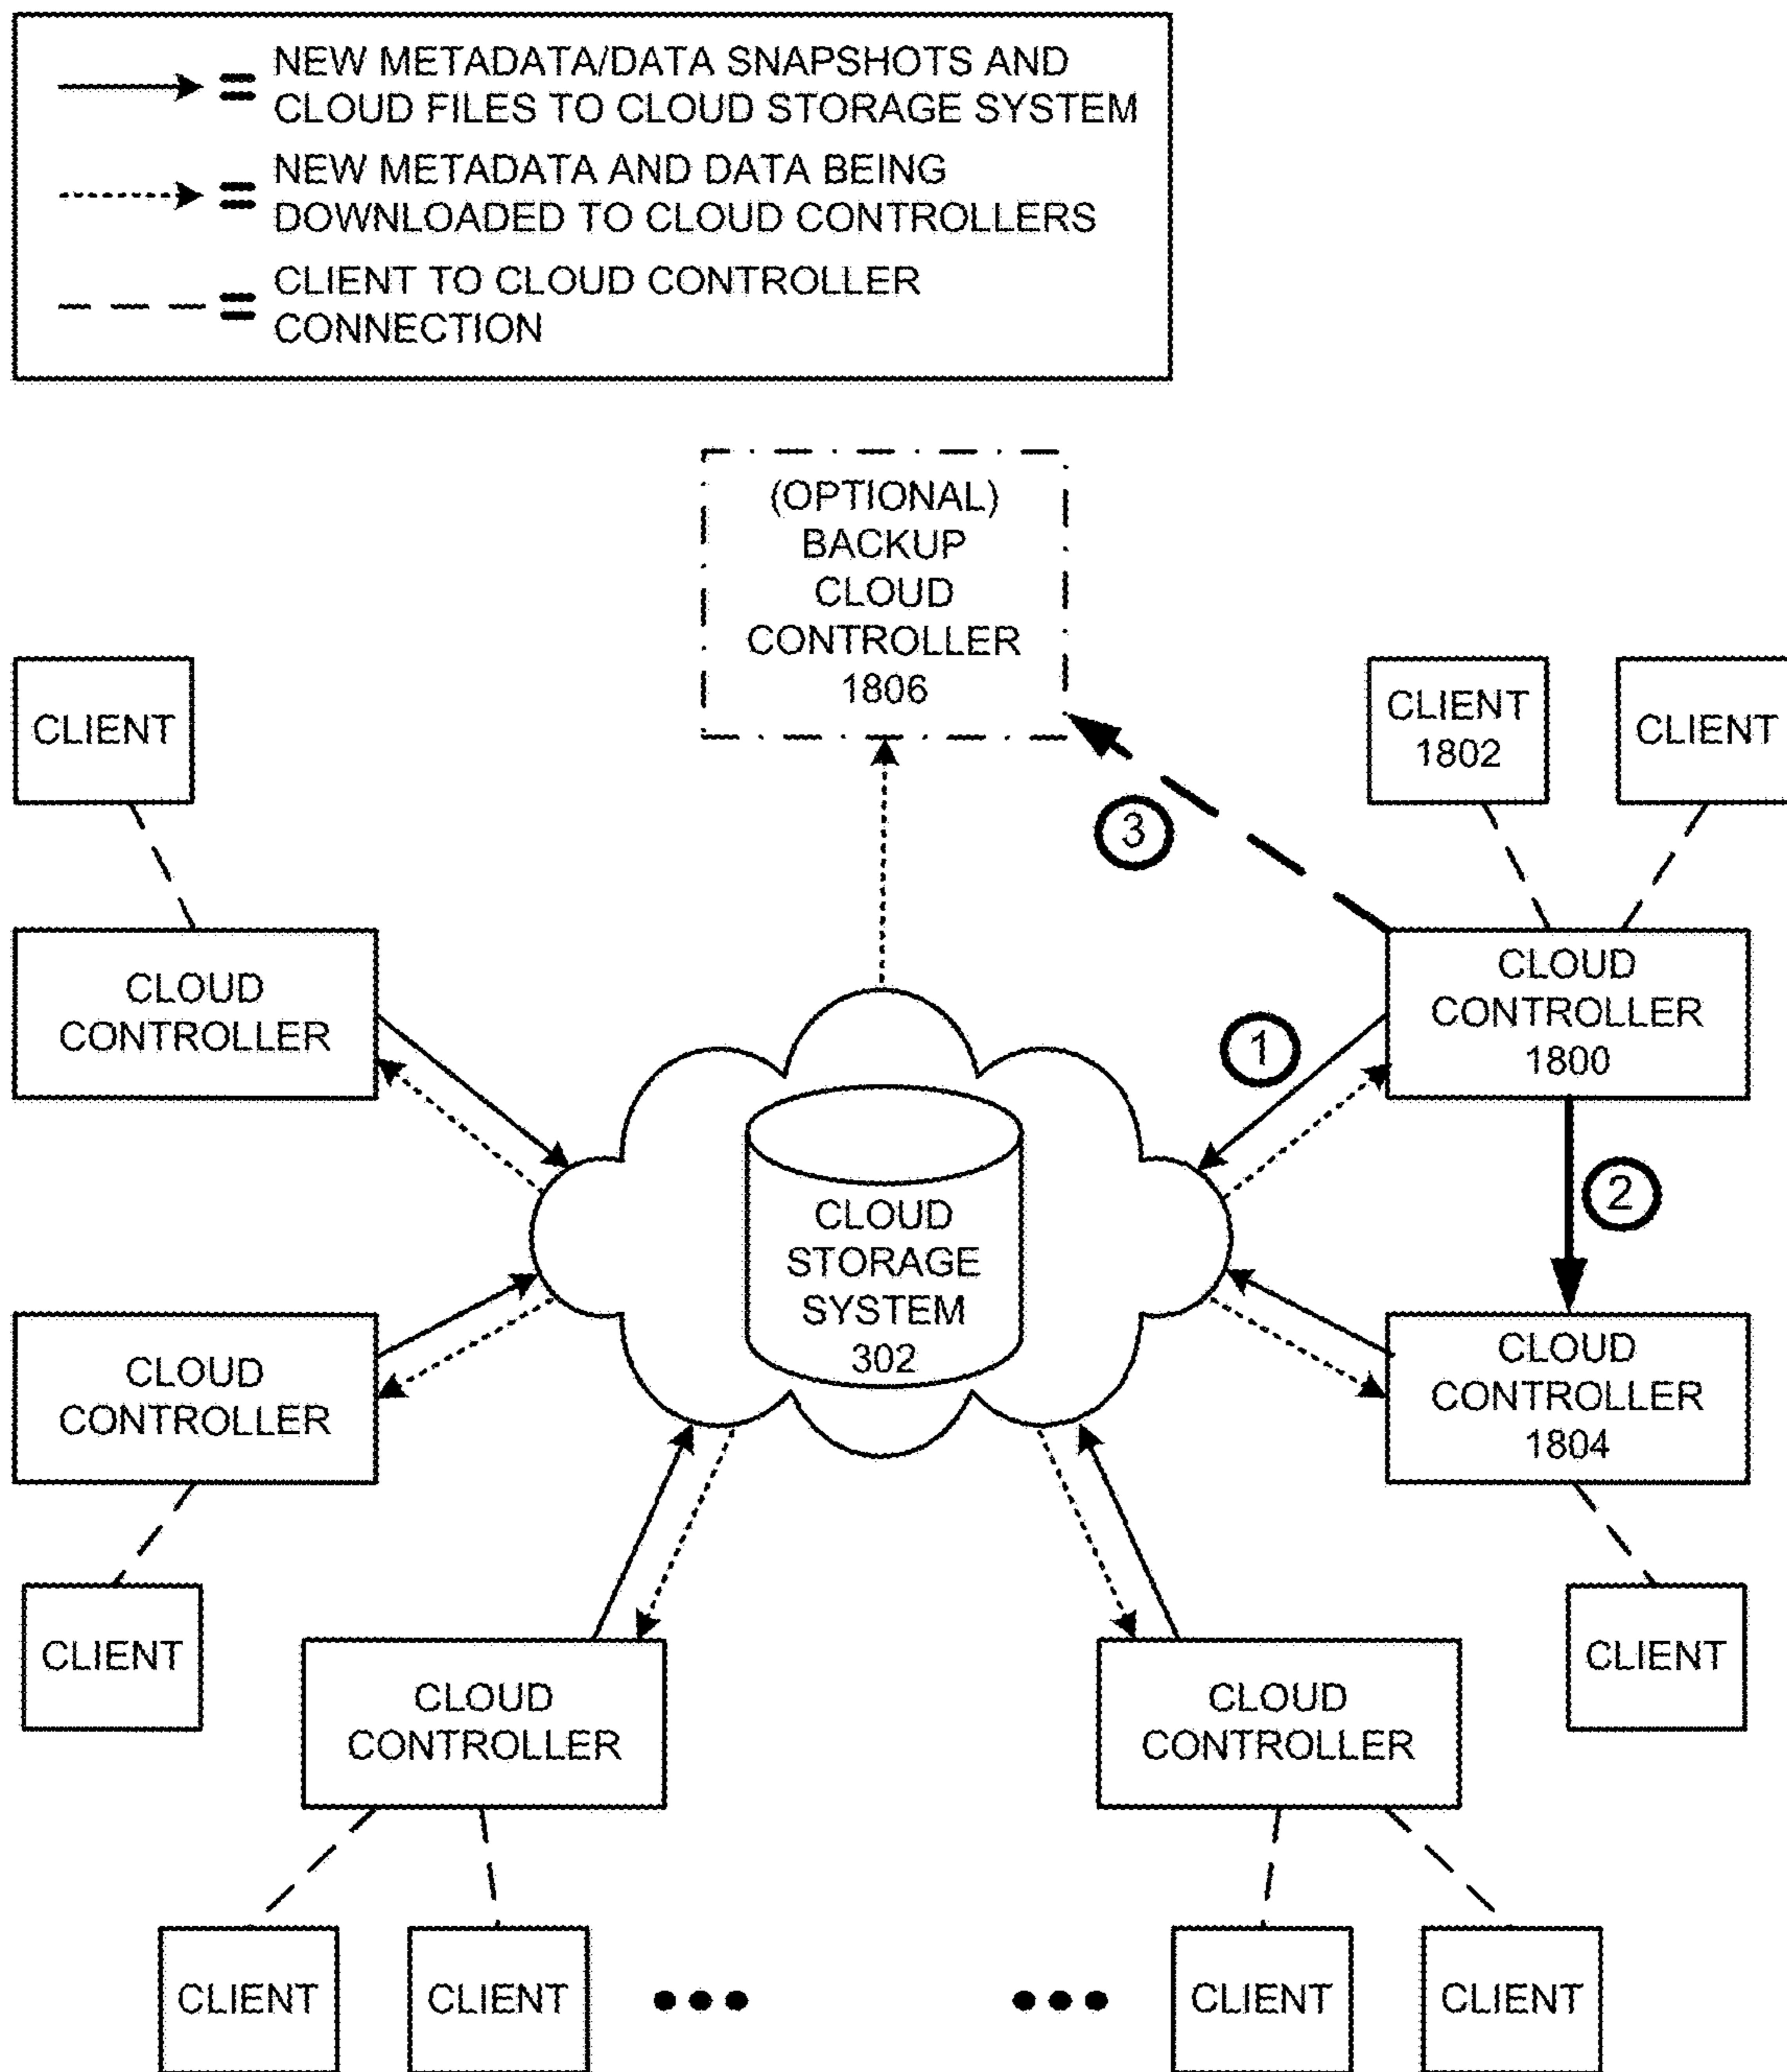 NEW METADATA/DATA SNAPSHOTS AND
CLOUD FILES TO CLOUD STORAGE SYSTEM
NEW METADATA AND DATA BEING
DOWNLOADED TO CLOUD CONTROLLERS
CLIENT TO CLOUD CONTROLLER
CONNECTION
(OPTIONAL)
BACKUP
CLOUD
CONTROLLER
1806
CLIENT
CLIENT
1802
CLIENT
3
CLOUD
CONTROLLER
CLOUD
CONTROLLER
1800
1
2
CLOUD
STORAGE
SYSTEM
302
CLOUD
CONTROLLER
CLOUD
CONTROLLER
1804
CLIENT
CLIENT
CLOUD
CONTROLLER
CLOUD
CONTROLLER
CLIENT
CLIENT
CLIENT
CLIENT